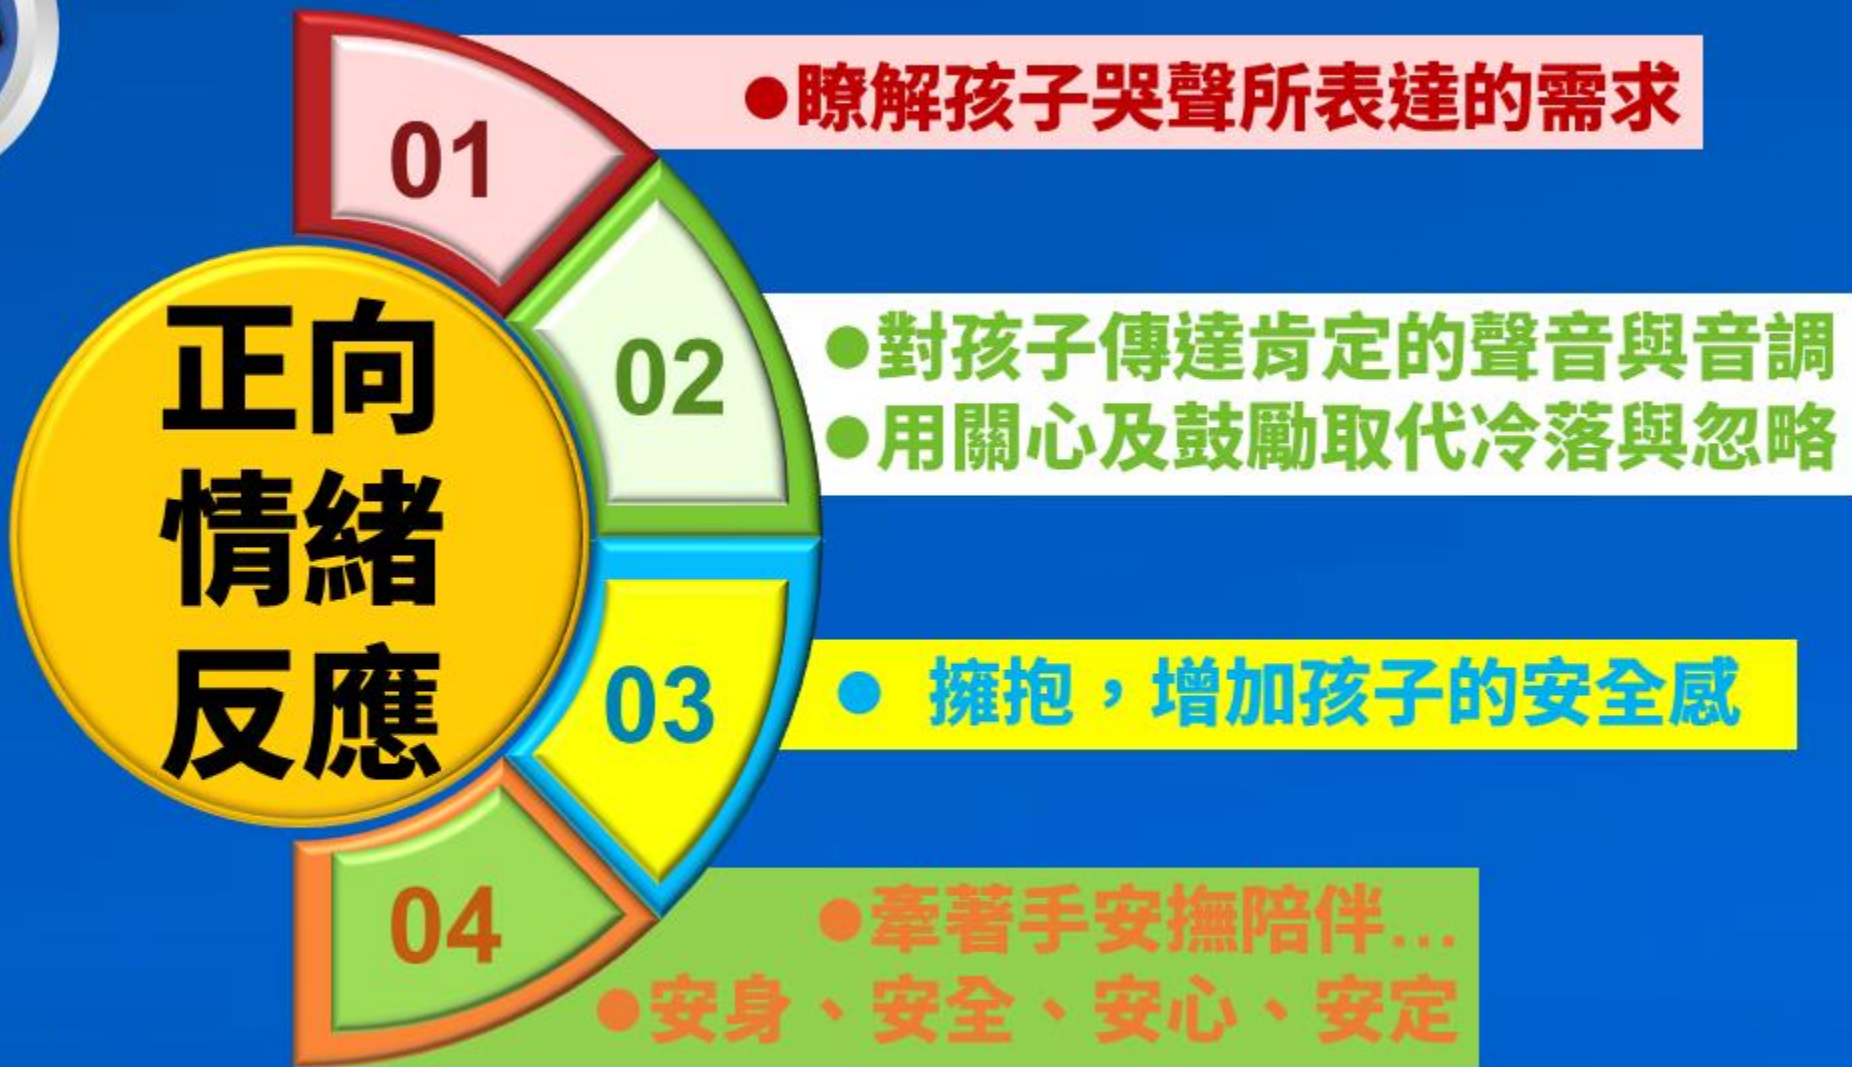 正向
情緒
反應
01
●瞭解孩子哭聲所表達的需求
02
●對孩子傳達肯定的聲音與音調
●用關心及鼓勵取代冷落與忽略
03
● 擁抱，增加孩子的安全感
04
●牽著手安撫陪伴...
●安身、安全、安心、安定